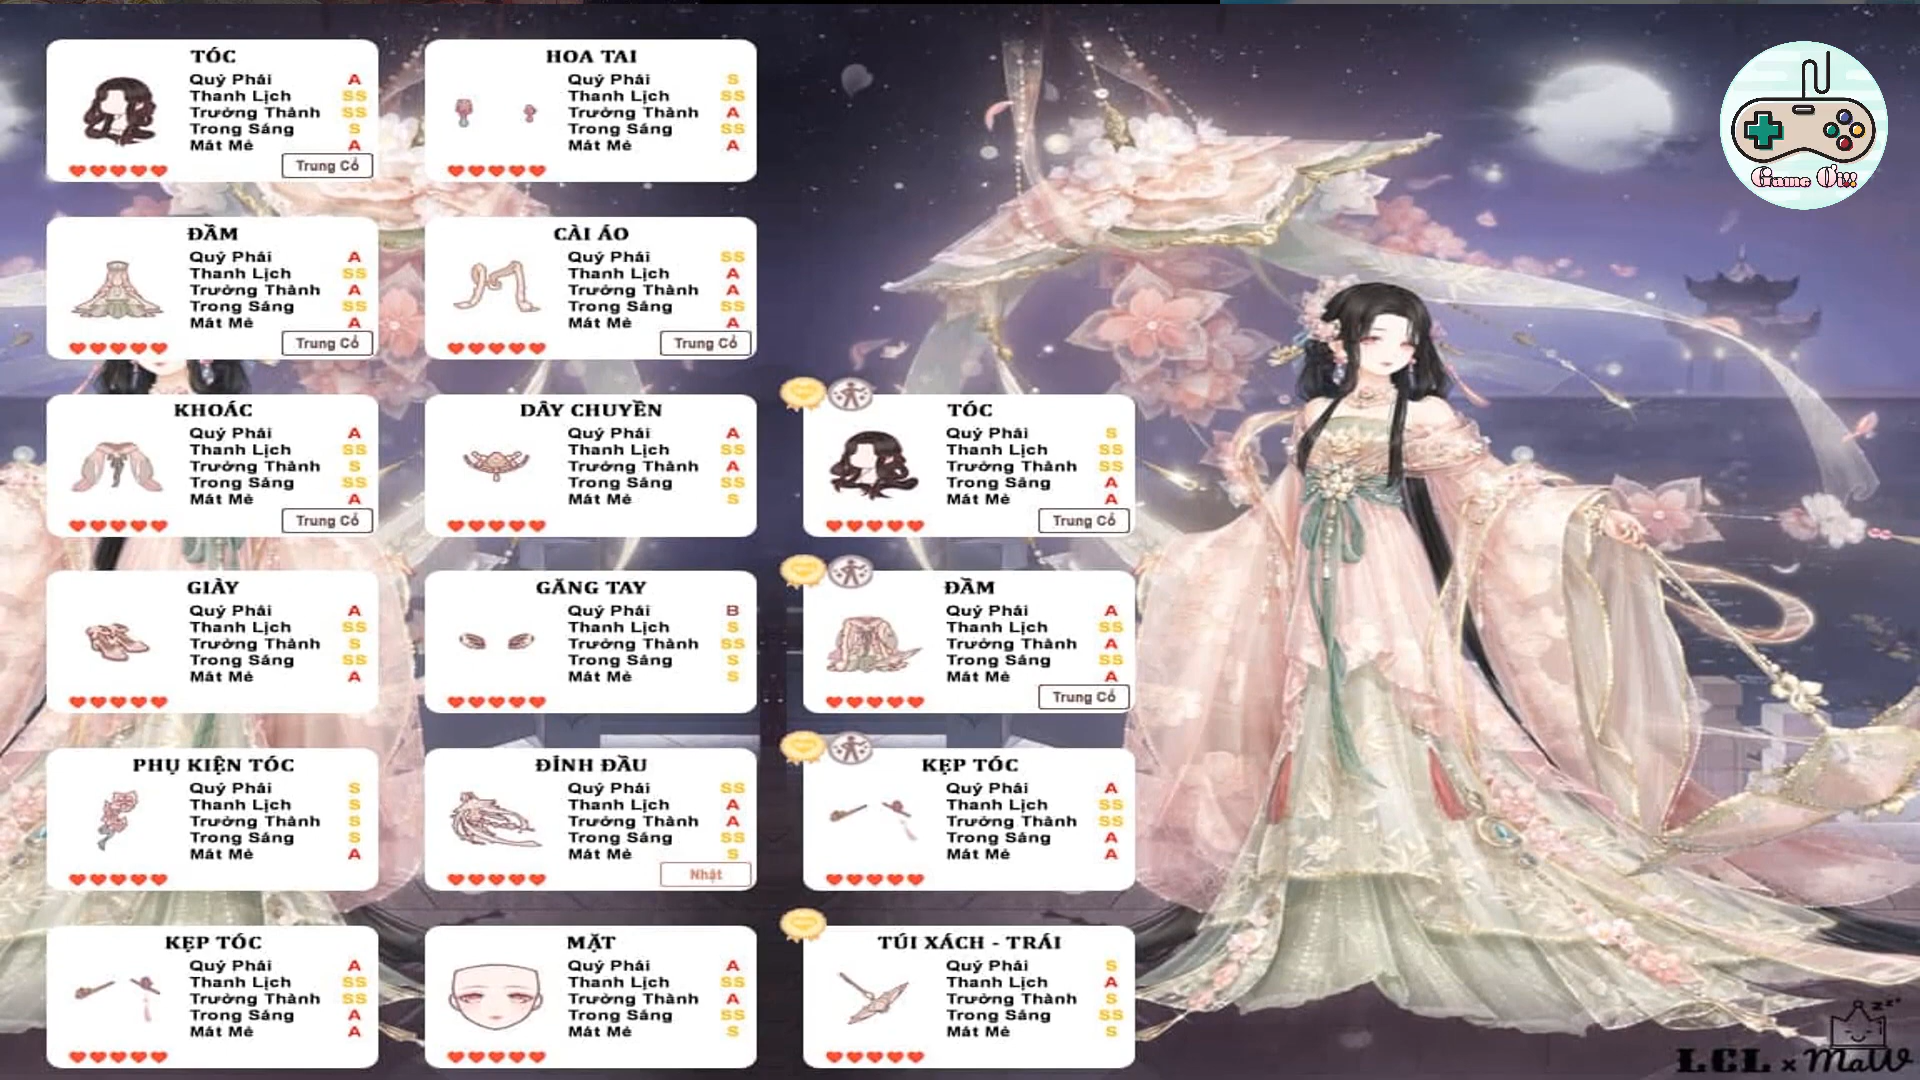 TÓC
Quý Phái A
Thanh Lịch SS
Trưởng Thành SS
Trong Sáng S
Mát Mẻ A
Trung Cổ
HOA TAI
Quý Phái S
Thanh Lịch SS
Trưởng Thành A
Trong Sáng SS
Mát Mẻ A
ĐẦM
Quý Phái A
Thanh Lịch SS
Trưởng Thành A
Trong Sáng SS
Mát Mẻ A
Trung Cổ
CÀI ÁO
Quý Phái SS
Thanh Lịch A
Trưởng Thành A
Trong Sáng SS
Mát Mẻ A
Trung Cổ
KHOÁC
Quý Phái A
Thanh Lịch SS
Trưởng Thành S
Trong Sáng SS
Mát Mẻ A
Trung Cổ
DÂY CHUYỀN
Quý Phái A
Thanh Lịch SS
Trưởng Thành A
Trong Sáng SS
Mát Mẻ S
TÓC
Quý Phái S
Thanh Lịch SS
Trưởng Thành SS
Trong Sáng A
Mát Mẻ A
Trung Cổ
GIÀY
Quý Phái A
Thanh Lịch SS
Trưởng Thành S
Trong Sáng SS
Mát Mẻ A
GĂNG TAY
Quý Phái B
Thanh Lịch S
Trưởng Thành SS
Trong Sáng S
Mát Mẻ S
ĐẦM
Quý Phái A
Thanh Lịch SS
Trưởng Thành A
Trong Sáng SS
Mát Mẻ A
Trung Cổ
PHỤ KIỆN TÓC
Quý Phái S
Thanh Lịch S
Trưởng Thành S
Trong Sáng S
Mát Mẻ A
ĐỈNH ĐẦU
Quý Phái SS
Thanh Lịch A
Trưởng Thành A
Trong Sáng SS
Mát Mẻ S
Nhật
KẸP TÓC
Quý Phái A
Thanh Lịch SS
Trưởng Thành SS
Trong Sáng A
Mát Mẻ A
KẸP TÓC
Quý Phái A
Thanh Lịch SS
Trưởng Thành SS
Trong Sáng A
Mát Mẻ A
MẶT
Quý Phái A
Thanh Lịch SS
Trưởng Thành A
Trong Sáng SS
Mát Mẻ S
TÚI XÁCH - TRÁI
Quý Phái S
Thanh Lịch A
Trưởng Thành S
Trong Sáng SS
Mát Mẻ S
Game Ơi!
LCL x MaW